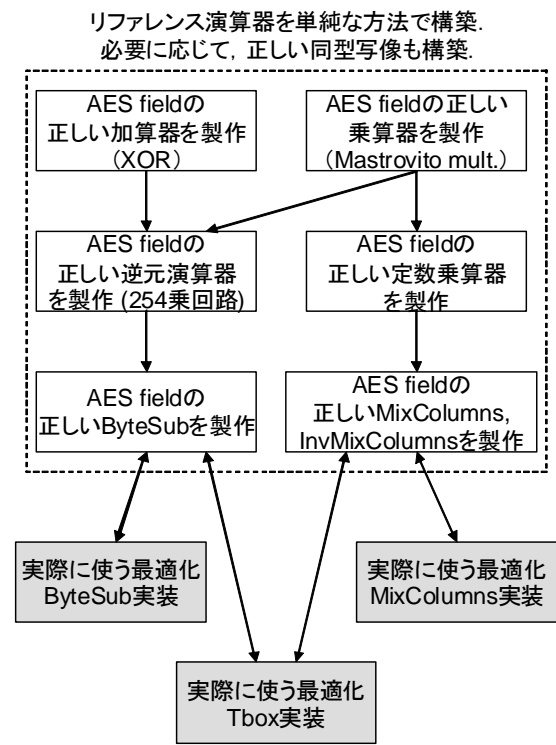 リファレンス演算器を単純な方法で構築.
必要に応じて, 正しい同型写像も構築.
AES fieldの
正しい加算器を製作
(XOR)
AES fieldの正しい
乗算器を製作
(Mastrovito mult.)
AES fieldの
正しい逆元演算器
を製作 (254乗回路)
AES fieldの
正しい定数乗算器
を製作
AES fieldの
正しいByteSubを製作
AES fieldの
正しいMixColumns,
InvMixColumnsを製作
実際に使う最適化
ByteSub実装
実際に使う最適化
MixColumns実装
実際に使う最適化
Tbox実装